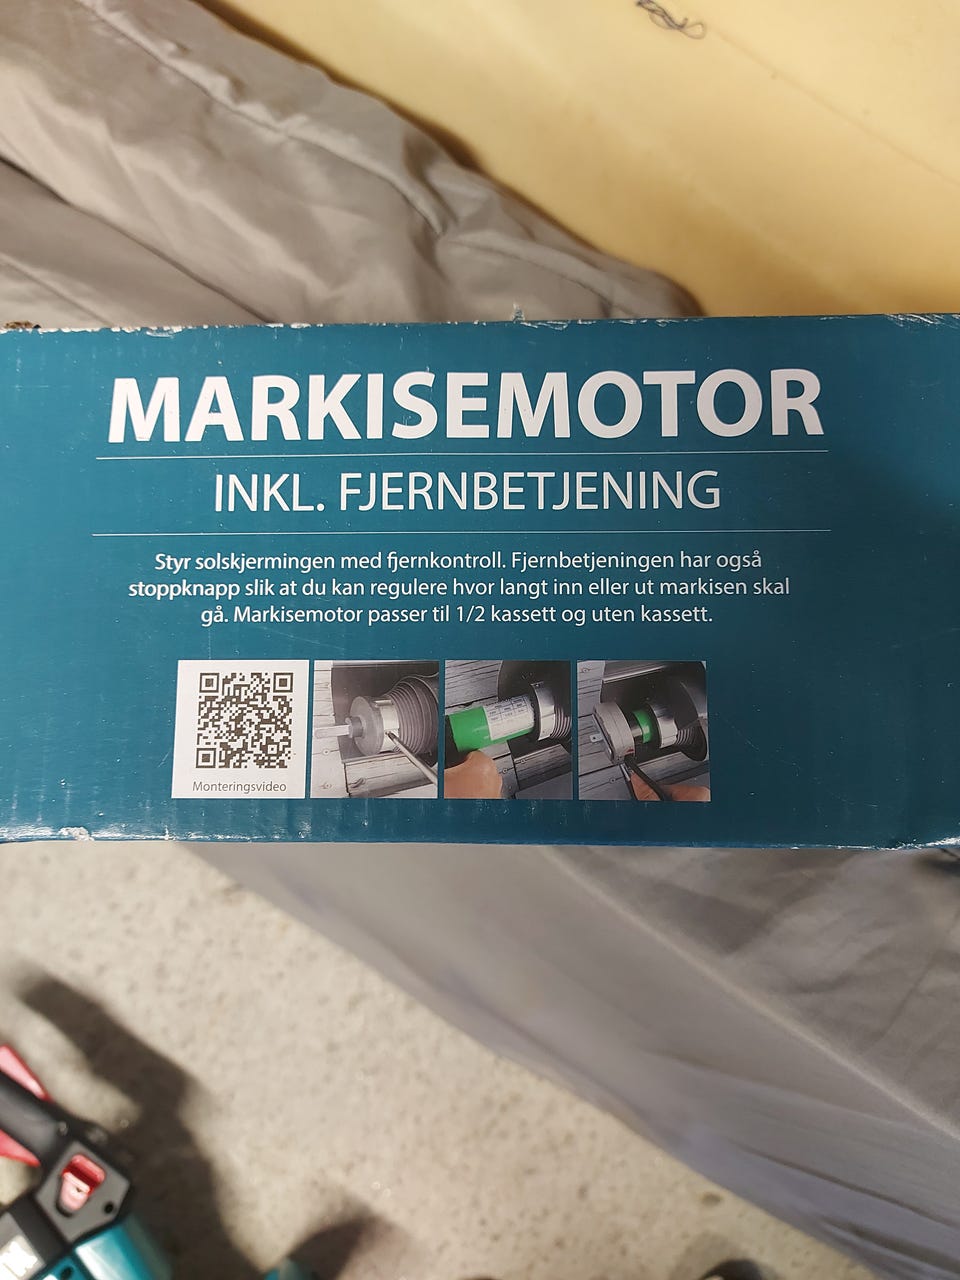 MARKISEMOTOR
INKL. FJERNBETJENING
Styr solskjermingen med fjernkontroll. Fjernbetjeningen har også
stoppknapp slik at du kan regulere hvor langt inn eller ut markisen skal
gå. Markisemotor passer til 1/2 kassett og uten kassett.
Monteringsvideo